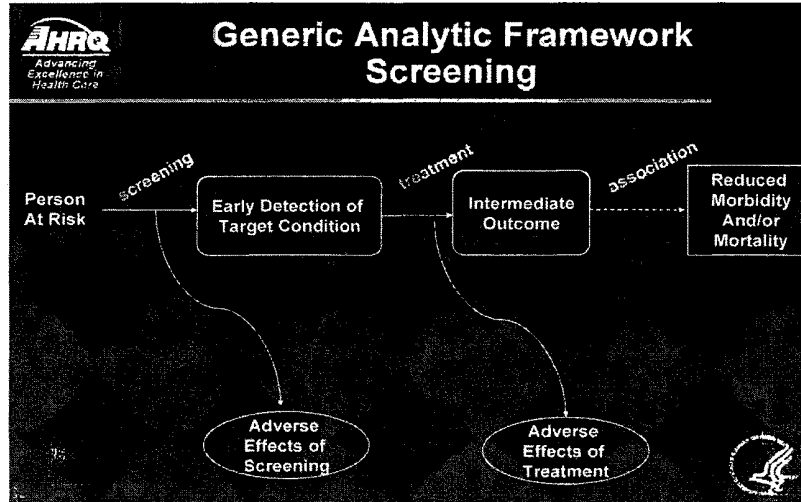 AHRQ
Advancing
Excellence in
Health Care
Generic Analytic Framework
Screening
Person
At Risk
screening
Early Detection of
Target Condition
treatment
Intermediate
Outcome
association
Reduced
Morbidity
And/or
Mortality
Adverse
Effects of
Screening
Adverse
Effects of
Treatment